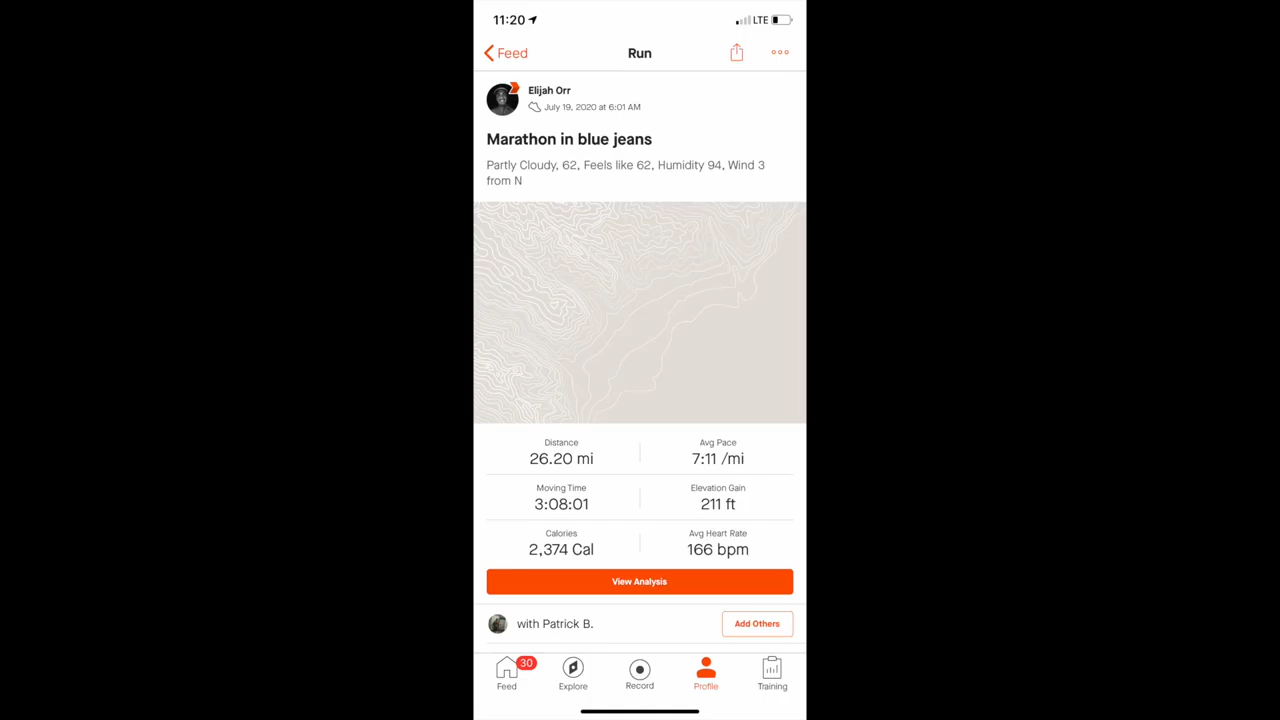 11:20
LTE
Feed
Run
Elijah Orr
July 19, 2020 at 6:01 AM
Marathon in blue jeans
Partly Cloudy, 62, Feels like 62, Humidity 94, Wind 3
from N
Distance
26.20 mi
Avg Pace
7:11 /mi
Moving Time
3:08:01
Elevation Gain
211 ft
Calories
2,374 Cal
Avg Heart Rate
166 bpm
View Analysis
with Patrick B.
Add Others
30
Feed
Explore
Record
Profile
Training